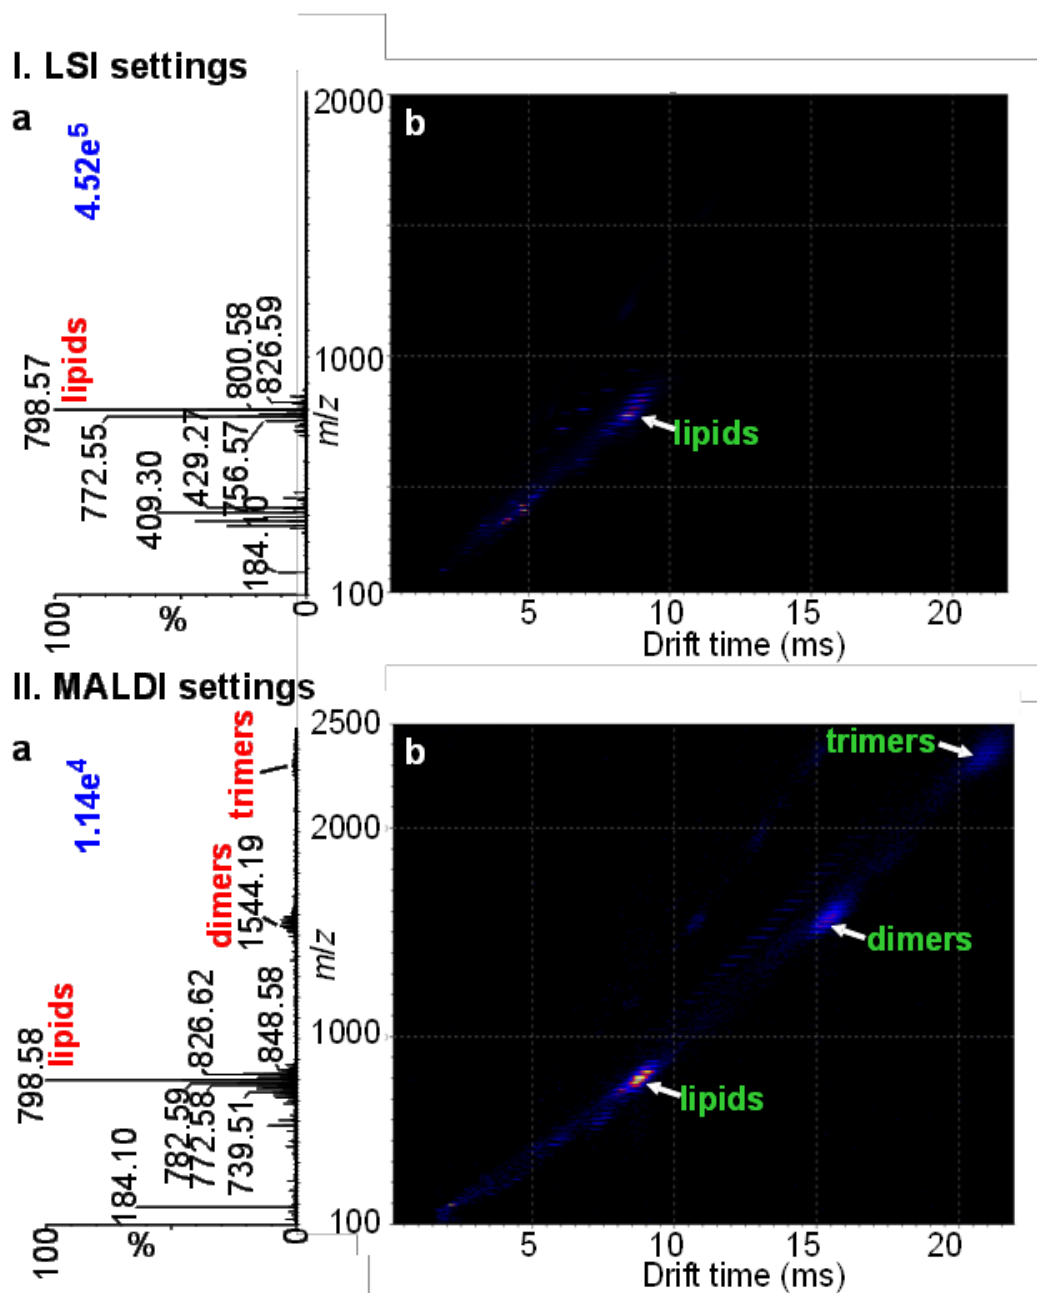 I. LSI settings
a
4.52e5
lipids
798.57
772.55
409.30
429.27
756.57
184.10
800.58
826.59
2000
1000
100
m/z
100
%
0
b
lipids
5
10
15
20
Drift time (ms)
II. MALDI settings
a
1.14e4
trimers
dimers
1544.19
lipids
798.58
826.62
848.58
782.59
772.58
739.51
184.10
2500
2000
1000
100
m/z
100
%
0
b
trimers
dimers
lipids
5
10
15
20
Drift time (ms)